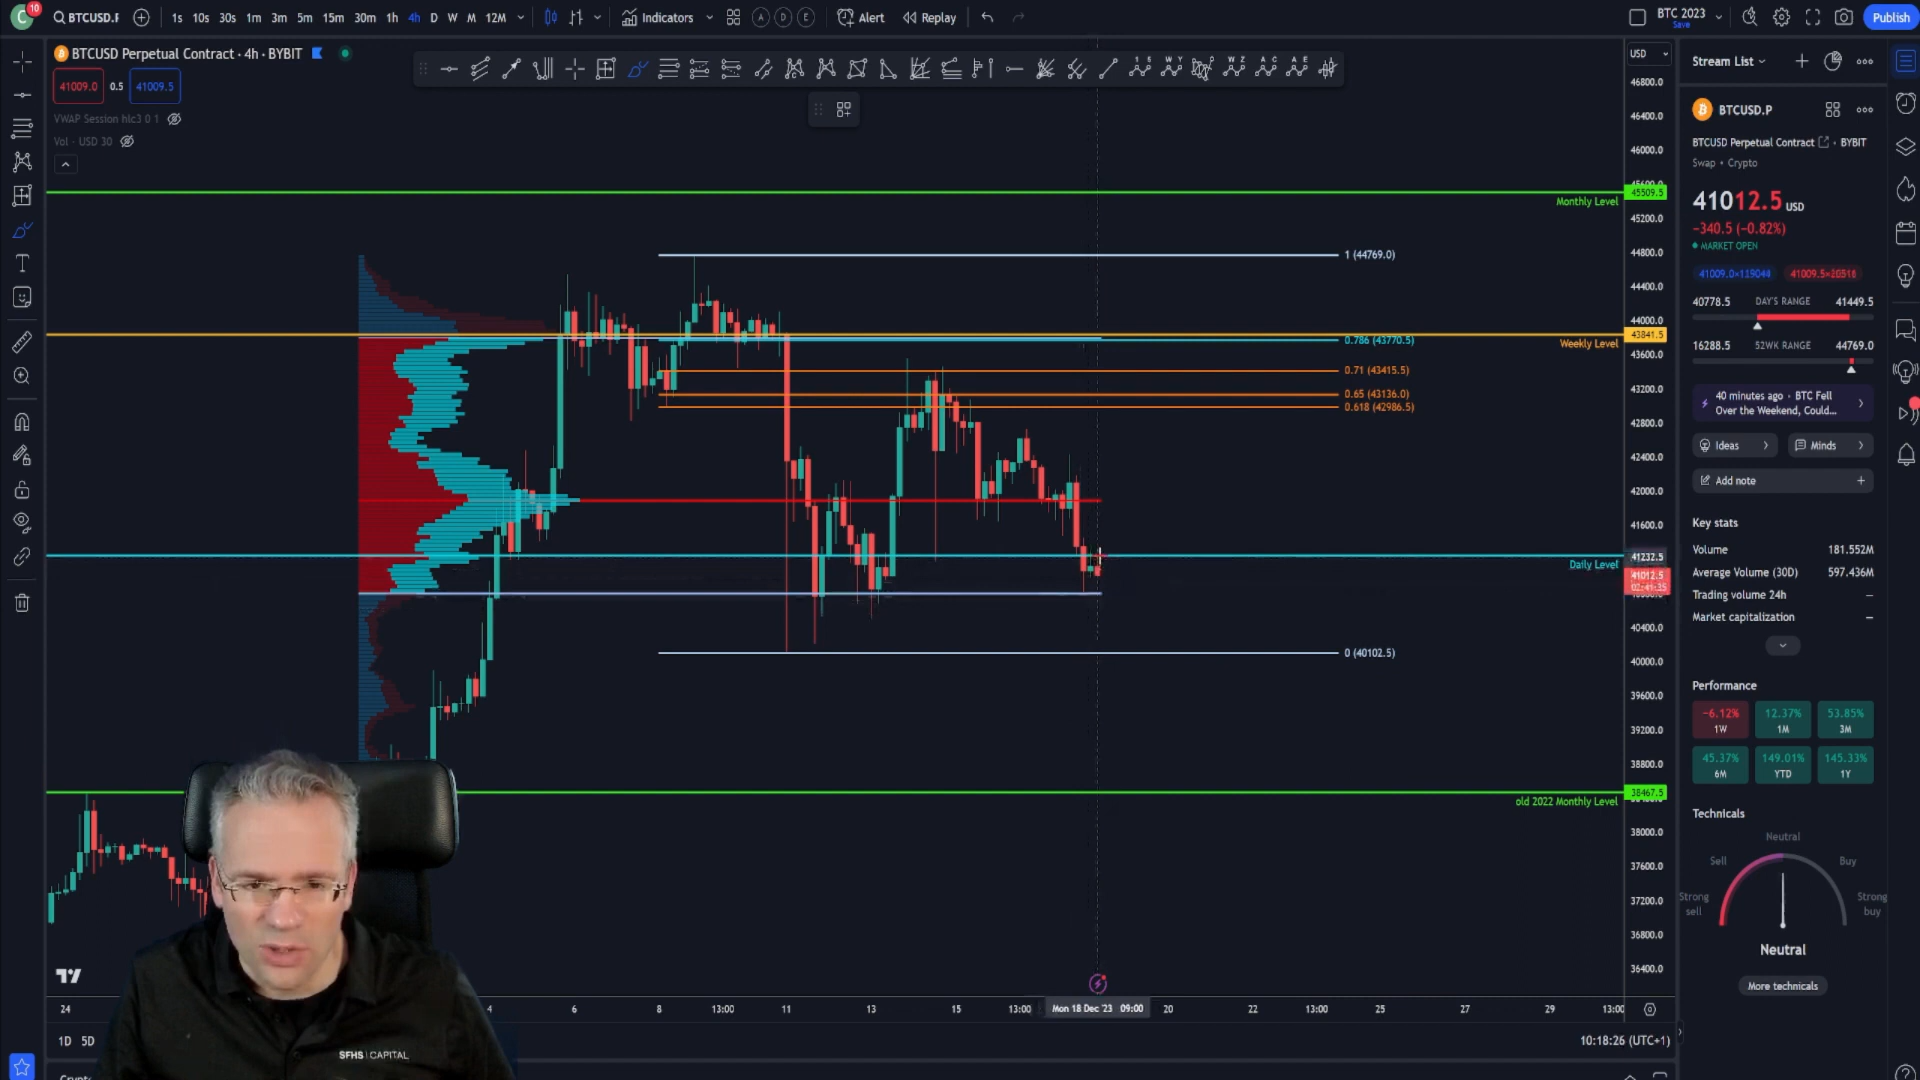 C 10 BTCUSD.P 1s 10s 30s 1m 3m 5m 15m 30m 1h 4h D W M 12M Indicators A D E Alert Replay BTC 2023 Save Publish
BTCUSD Perpetual Contract · 4h · BYBIT
41009.0 0.5 41009.5
VWAP Session hlc3 0 1
Vol · USD 30
USD
46800.0
46400.0
46000.0
45509.5
Monthly Level
45200.0
1 (44769.0)
44800.0
44400.0
44000.0
43841.5
0.786 (43770.5)
Weekly Level
43600.0
0.71 (43415.5)
43200.0
0.65 (43136.0)
0.618 (42986.5)
42800.0
42400.0
42000.0
41600.0
41232.5
Daily Level
41012.5
02:41:35
40400.0
0 (40102.5)
40000.0
39600.0
39200.0
38800.0
38467.5
old 2022 Monthly Level
38000.0
37600.0
37200.0
36800.0
36400.0
24 4 6 8 13:00 11 13 15 13:00 Mon 18 Dec '23 09:00 20 22 13:00 25 27 29 13:00
1D 5D
10:18:26 (UTC+1)
SFHS | CAPITAL
Stream List
BTCUSD.P
BTCUSD Perpetual Contract · BYBIT
Swap • Crypto
41012.5 USD
−340.5 (−0.82%)
MARKET OPEN
41009.0×119044 41009.5×20516
40778.5 DAY'S RANGE 41449.5
16288.5 52WK RANGE 44769.0
40 minutes ago · BTC Fell
Over the Weekend, Could...
Ideas Minds
Add note
Key stats
Volume 181.552M
Average Volume (30D) 597.436M
Trading volume 24h —
Market capitalization —
Performance
−6.12% 12.37% 53.85%
1W 1M 3M
45.37% 149.01% 145.33%
6M YTD 1Y
Technicals
Neutral
Sell Buy
Strong sell Strong buy
Neutral
More technicals